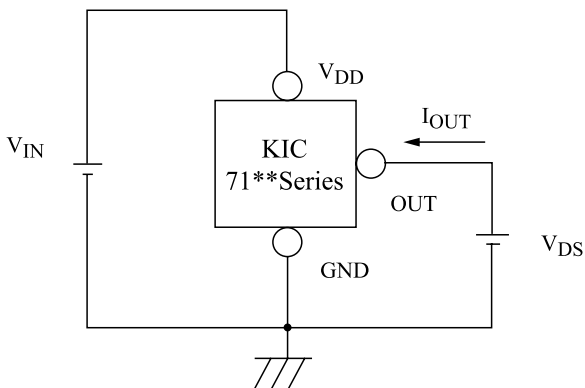 V_DD
I_OUT
V_IN
KIC
71**Series
OUT
V_DS
GND